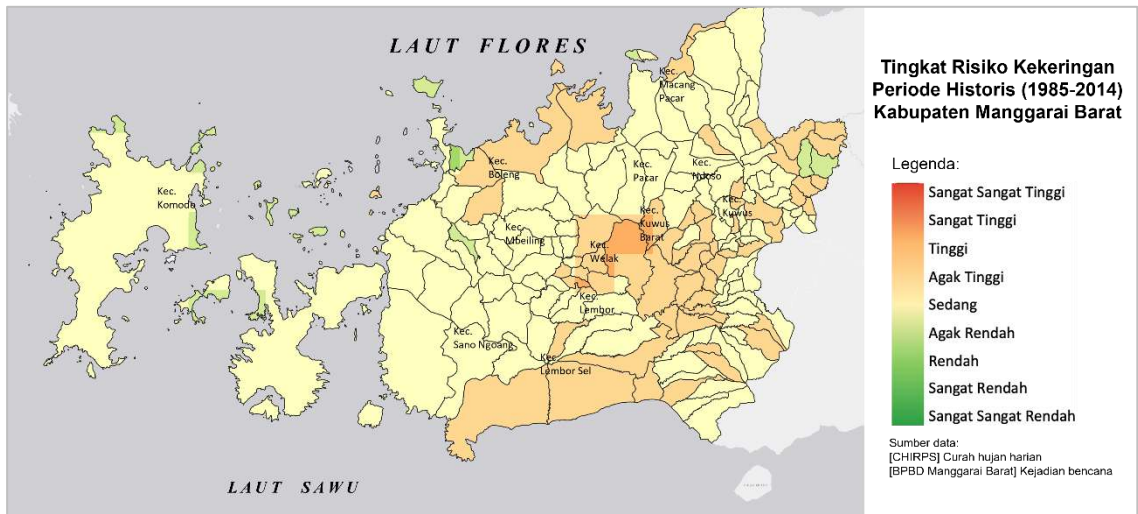 LAUT FLORES
Tingkat Risiko Kekeringan
Periode Historis (1985-2014)
Kabupaten Manggarai Barat
Kec.
Macang
Pacar
Kec.
Boleng
Kec.
Pacar
Kec.
Ndoso
Kec.
Komodo
Kec.
Kuwus
Kec.
Kuwus
Barat
Kec.
Mbeiling
Kec.
Welak
Kec.
Lembor
Kec.
Sano Ngoang
Kec.
Lembor Sel
LAUT SAWU
Legenda:
Sangat Sangat Tinggi
Sangat Tinggi
Tinggi
Agak Tinggi
Sedang
Agak Rendah
Rendah
Sangat Rendah
Sangat Sangat Rendah
Sumber data:
[CHIRPS] Curah hujan harian
[BPBD Manggarai Barat] Kejadian bencana